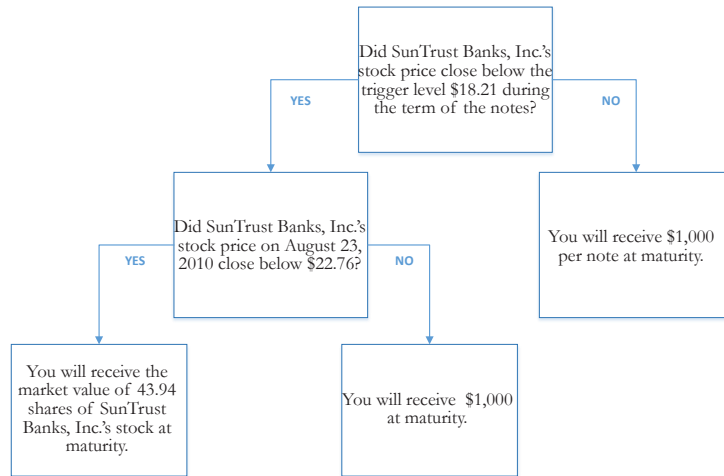 Did SunTrust Banks, Inc.'s
stock price close below the
trigger level $18.21 during
the term of the notes?
YES
NO
Did SunTrust Banks, Inc.'s
stock price on August 23,
2010 close below $22.76?
You will receive $1,000
per note at maturity.
YES
NO
You will receive the
market value of 43.94
shares of SunTrust
Banks, Inc.'s stock at
maturity.
You will receive $1,000
at maturity.